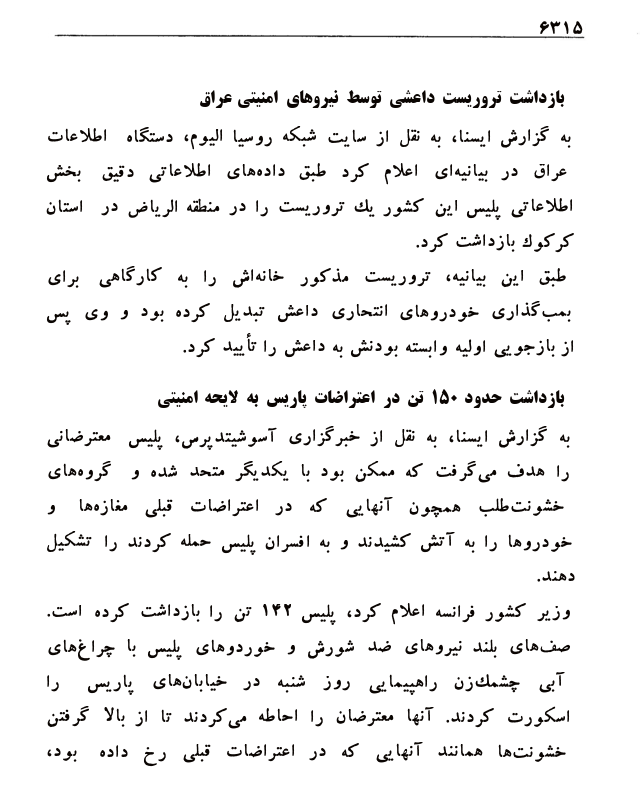 ۶۳۱۵
بازداشت تروریست داعشی توسط نیروهای امنیتی عراق
به گزارش ایسنا، به نقل از سایت شبکه روسیا الیوم، دستگاه اطلاعات
عراق در بیانیه‌ای اعلام کرد طبق داده‌های اطلاعاتی دقیق بخش
اطلاعاتی پلیس این کشور یك تروریست را در منطقه الریاض در استان
کرکوك بازداشت کرد.
طبق این بیانیه، تروریست مذکور خانه‌اش را به کارگاهی برای
بمب‌گذاری خودروهای انتحاری داعش تبدیل کرده بود و وی پس
از بازجویی اولیه وابسته بودنش به داعش را تأیید کرد.
بازداشت حدود ۱۵۰ تن در اعتراضات پاریس به لایحه امنیتی
به گزارش ایسنا، به نقل از خبرگزاری آسوشیتدپرس، پلیس معترضانی
را هدف می‌گرفت که ممکن بود با یکدیگر متحد شده و گروه‌های
خشونت‌طلب همچون آنهایی که در اعتراضات قبلی مغازه‌ها و
خودروها را به آتش کشیدند و به افسران پلیس حمله کردند را تشکیل
دهند.
وزیر کشور فرانسه اعلام کرد، پلیس ۱۴۲ تن را بازداشت کرده است.
صف‌های بلند نیروهای ضد شورش و خوردوهای پلیس با چراغ‌های
آبی چشمك‌زن راهپیمایی روز شنبه در خیابان‌های پاریس را
اسکورت کردند. آنها معترضان را احاطه می‌کردند تا از بالا گرفتن
خشونت‌ها همانند آنهایی که در اعتراضات قبلی رخ داده بود،